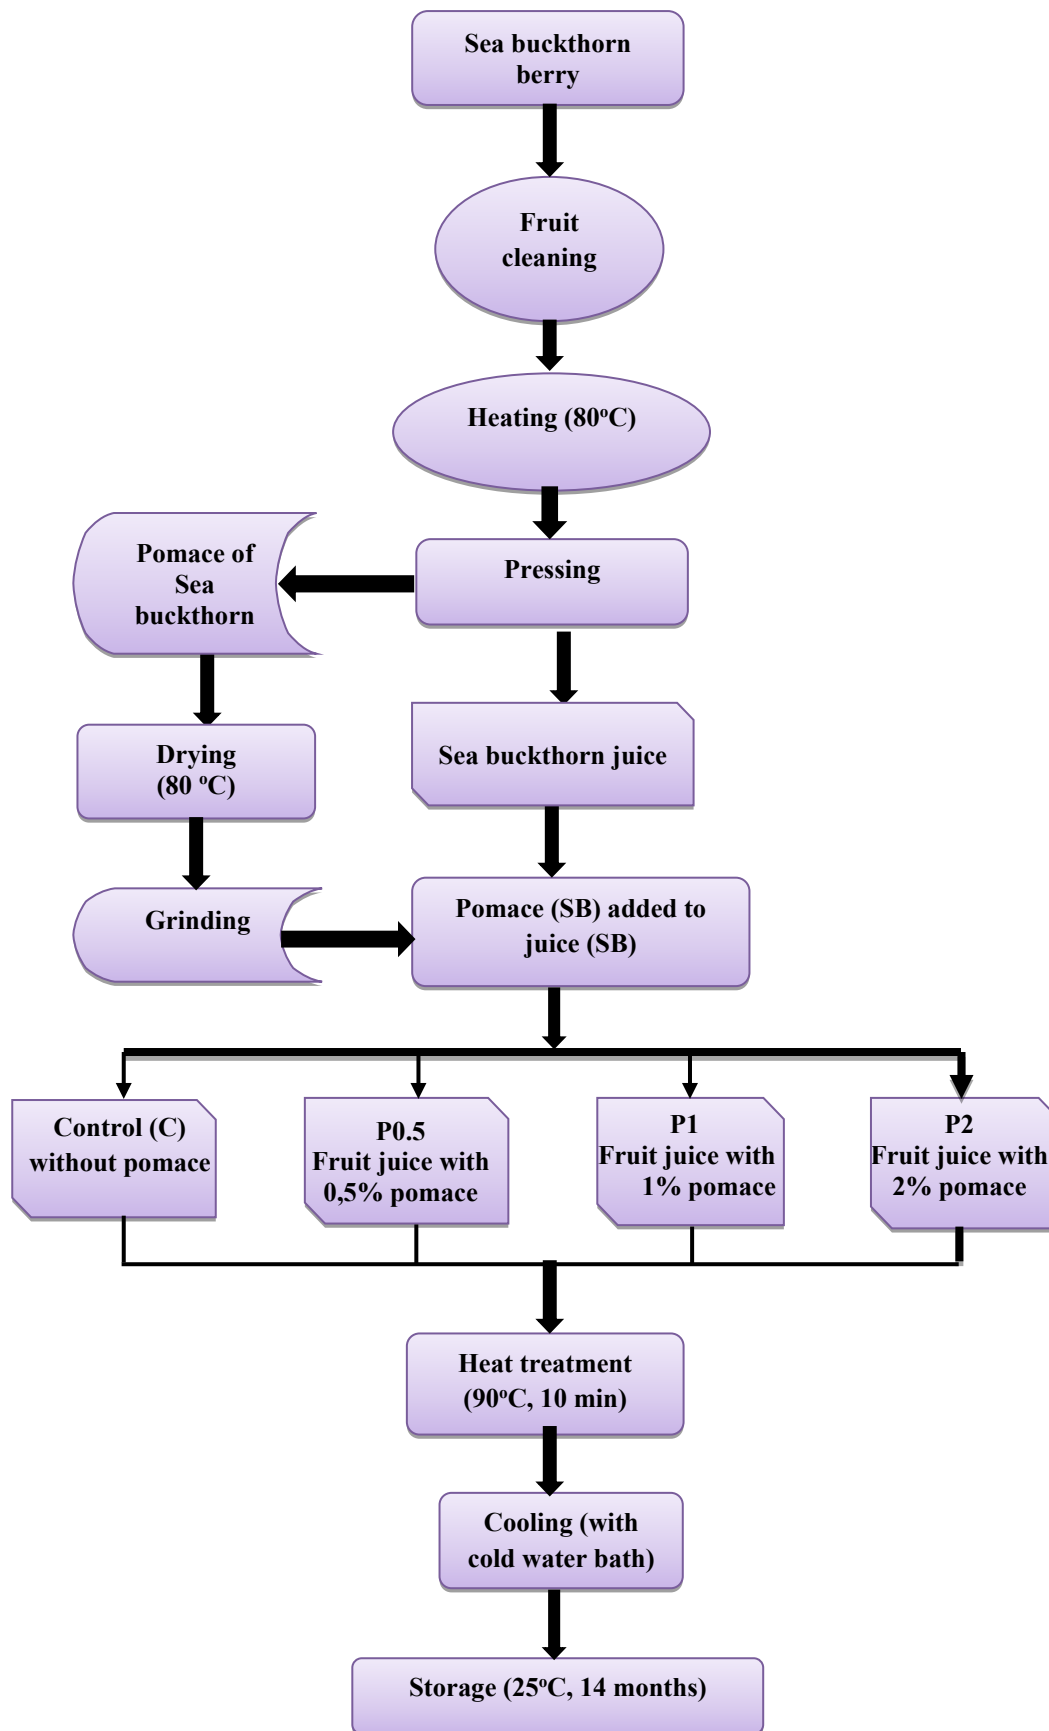 Sea buckthorn
berry
Fruit
cleaning
Heating (80ºC)
Pressing
Pomace of
Sea
buckthorn
Drying
(80 ºC)
Sea buckthorn juice
Grinding
Pomace (SB) added to
juice (SB)
Control (C)
without pomace
P0.5
Fruit juice with
0,5% pomace
P1
Fruit juice with
1% pomace
P2
Fruit juice with
2% pomace
Heat treatment
(90ºC, 10 min)
Cooling (with
cold water bath)
Storage (25ºC, 14 months)